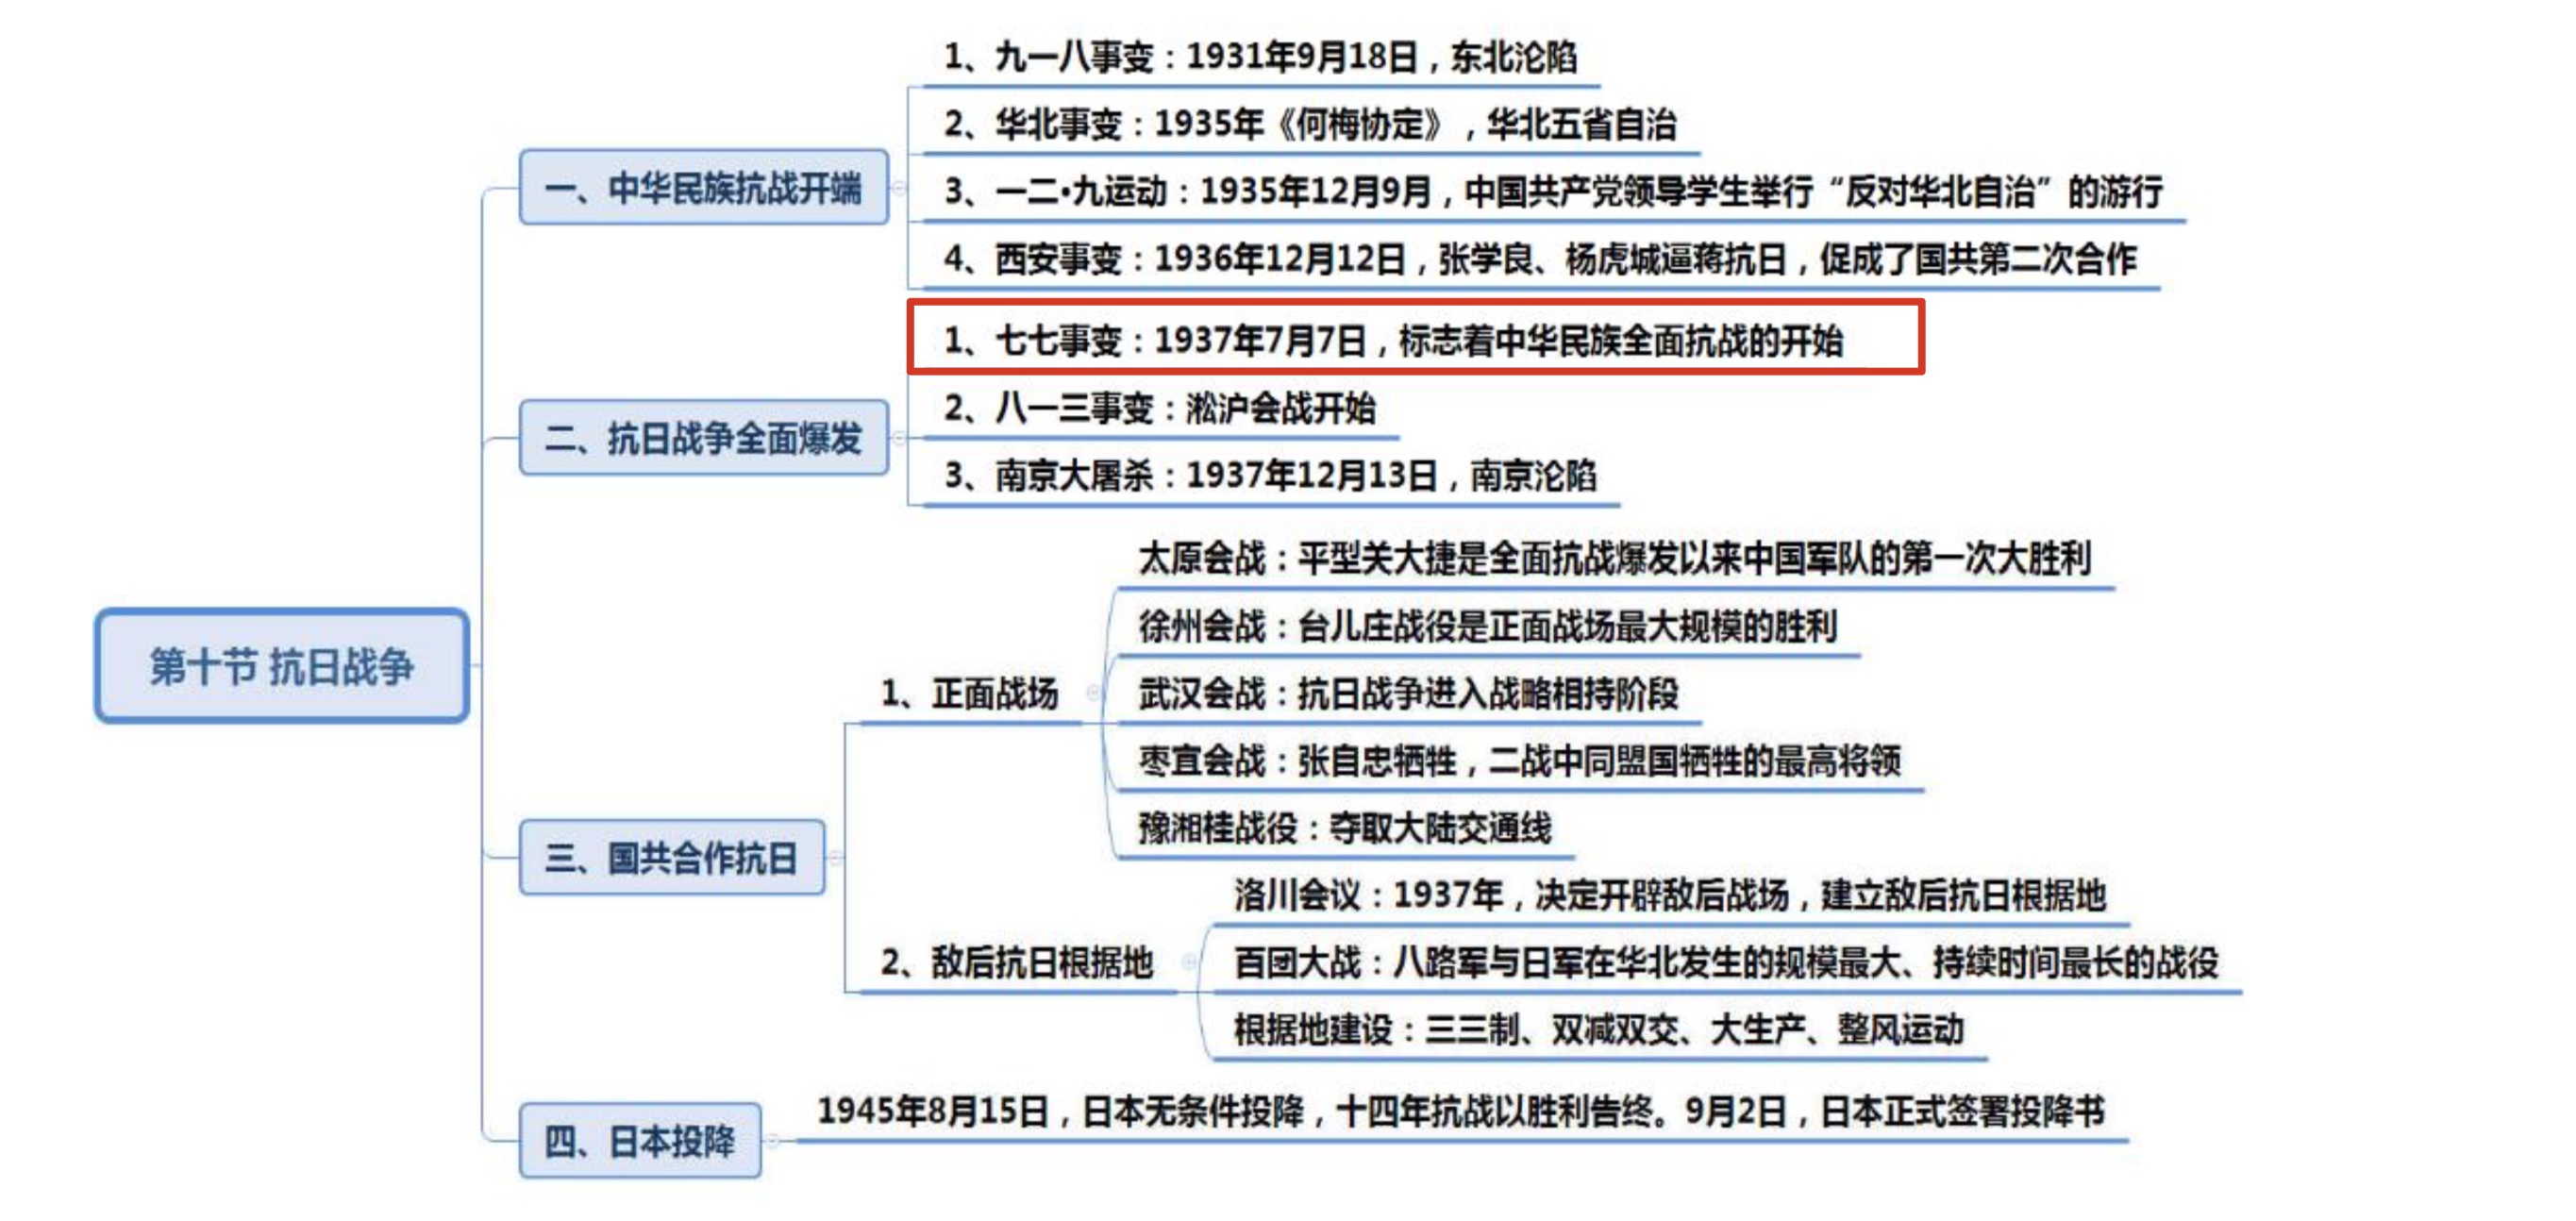 第十节 抗日战争
一、中华民族抗战开端
1、九一八事变：1931年9月18日，东北沦陷
2、华北事变：1935年《何梅协定》，华北五省自治
3、一二•九运动：1935年12月9月，中国共产党领导学生举行“反对华北自治”的游行
4、西安事变：1936年12月12日，张学良、杨虎城逼蒋抗日，促成了国共第二次合作
二、抗日战争全面爆发
1、七七事变：1937年7月7日，标志着中华民族全面抗战的开始
2、八一三事变：淞沪会战开始
3、南京大屠杀：1937年12月13日，南京沦陷
三、国共合作抗日
1、正面战场
太原会战：平型关大捷是全面抗战爆发以来中国军队的第一次大胜利
徐州会战：台儿庄战役是正面战场最大规模的胜利
武汉会战：抗日战争进入战略相持阶段
枣宜会战：张自忠牺牲，二战中同盟国牺牲的最高将领
豫湘桂战役：夺取大陆交通线
2、敌后抗日根据地
洛川会议：1937年，决定开辟敌后战场，建立敌后抗日根据地
百团大战：八路军与日军在华北发生的规模最大、持续时间最长的战役
根据地建设：三三制、双减双交、大生产、整风运动
四、日本投降
1945年8月15日，日本无条件投降，十四年抗战以胜利告终。9月2日，日本正式签署投降书